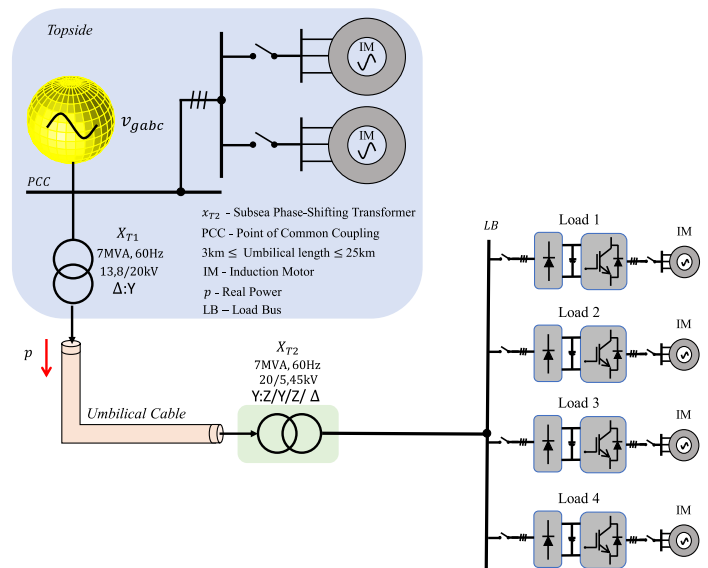 Topside
IM
v_gabc
IM
PCC
X_T1
7MVA, 60Hz
13,8/20kV
Δ:Y
x_T2 - Subsea Phase-Shifting Transformer
PCC - Point of Common Coupling
3km ≤ Umbilical length ≤ 25km
IM - Induction Motor
p - Real Power
LB – Load Bus
p
Umbilical Cable
X_T2
7MVA, 60Hz
20/5,45kV
Y:Z/Y/Z/ Δ
LB
Load 1
IM
Load 2
IM
Load 3
IM
Load 4
IM